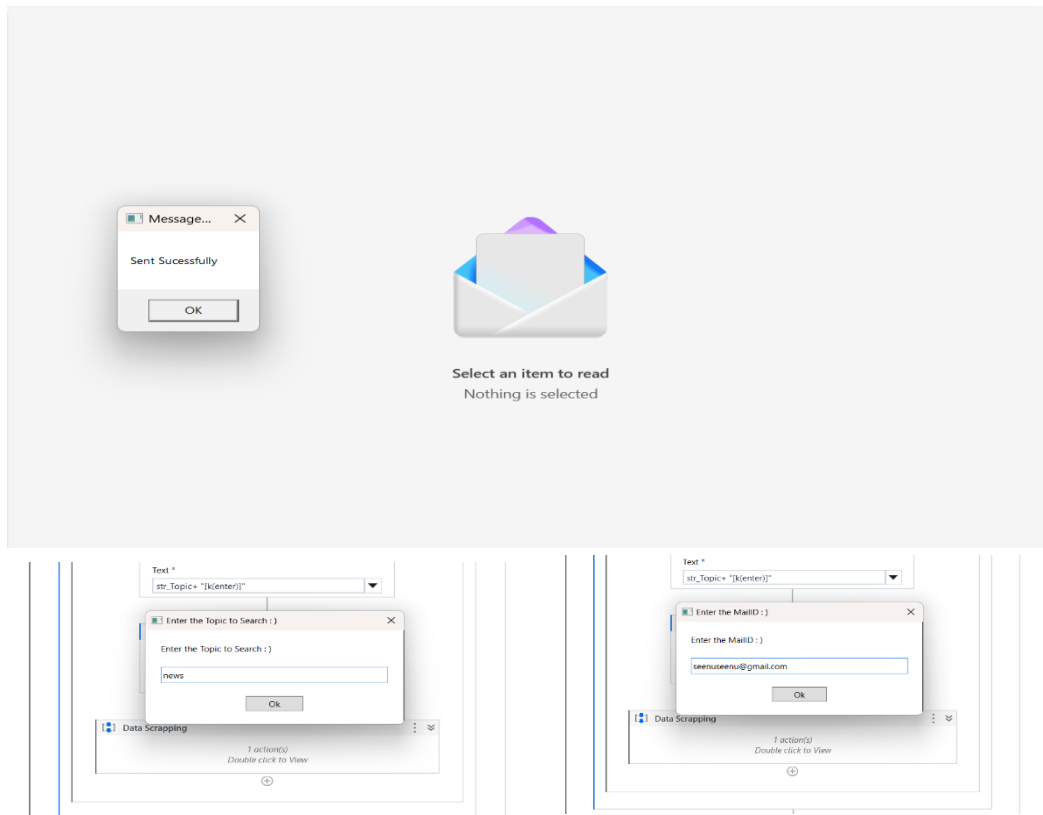 Message...
Sent Sucessfully
OK
Select an item to read
Nothing is selected
Text *
str_Topic+ "[k(enter)]"
Enter the Topic to Search : )
Enter the Topic to Search : )
news
Ok
Data Scrapping
1 action(s)
Double click to View
Text *
str_Topic+ "[k(enter)]"
Enter the MailID : )
Enter the MailID : )
seenuseenu@gmail.com
Ok
Data Scrapping
1 action(s)
Double click to View